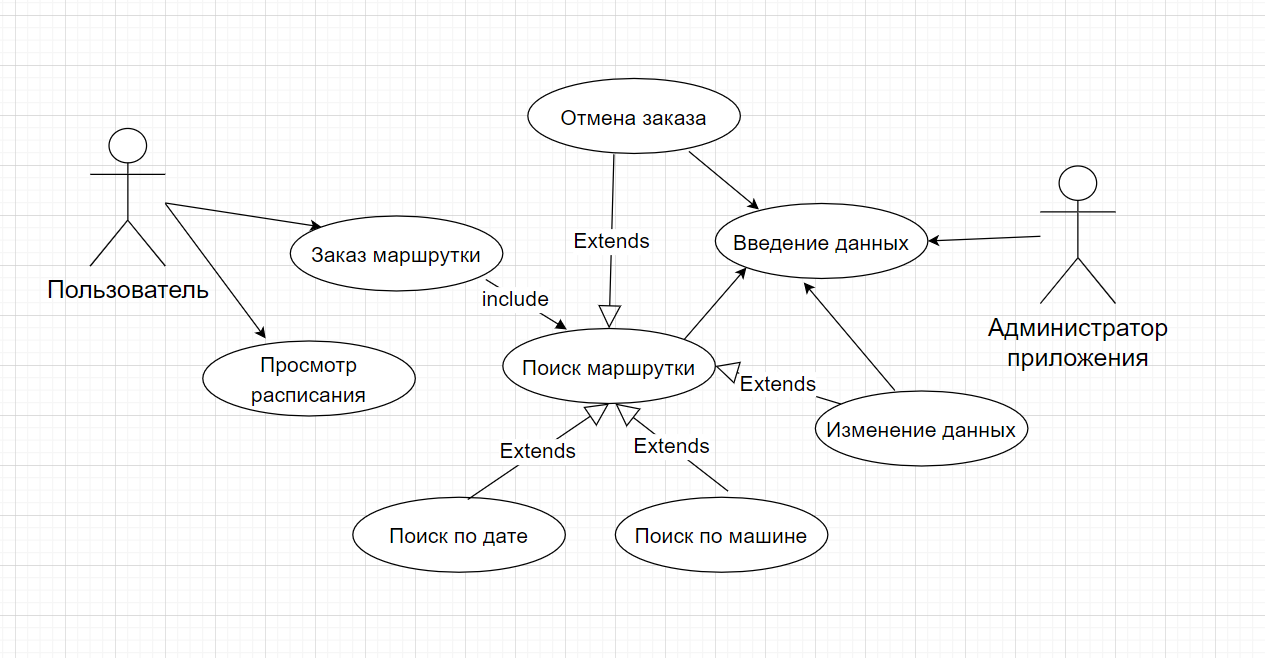 Отмена заказа
Пользователь
Заказ маршрутки
Extends
Введение данных
include
Администратор
приложения
Просмотр
расписания
Поиск маршрутки
Extends
Изменение данных
Extends
Extends
Поиск по дате
Поиск по машине